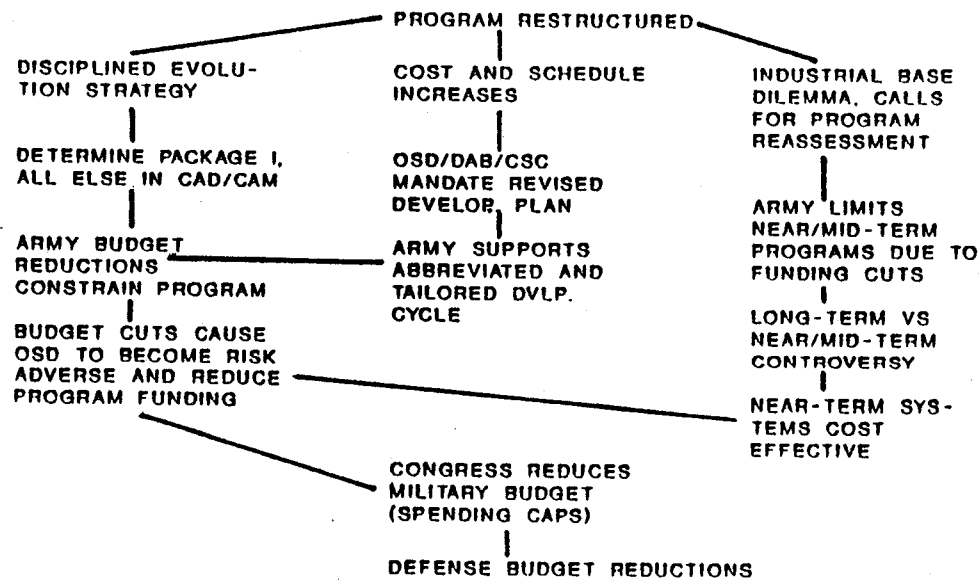 PROGRAM RESTRUCTURED
DISCIPLINED EVOLU-
TION STRATEGY
COST AND SCHEDULE
INCREASES
INDUSTRIAL BASE
DILEMMA, CALLS
FOR PROGRAM
REASSESSMENT
DETERMINE PACKAGE I,
ALL ELSE IN CAD/CAM
OSD/DAB/CSC
MANDATE REVISED
DEVELOP. PLAN
ARMY LIMITS
NEAR/MID-TERM
PROGRAMS DUE TO
FUNDING CUTS
ARMY BUDGET
REDUCTIONS
CONSTRAIN PROGRAM
ARMY SUPPORTS
ABBREVIATED AND
TAILORED DVLP.
CYCLE
LONG-TERM VS
NEAR/MID-TERM
CONTROVERSY
BUDGET CUTS CAUSE
OSD TO BECOME RISK
ADVERSE AND REDUCE
PROGRAM FUNDING
NEAR-TERM SYS-
TEMS COST
EFFECTIVE
CONGRESS REDUCES
MILITARY BUDGET
(SPENDING CAPS)
DEFENSE BUDGET REDUCTIONS